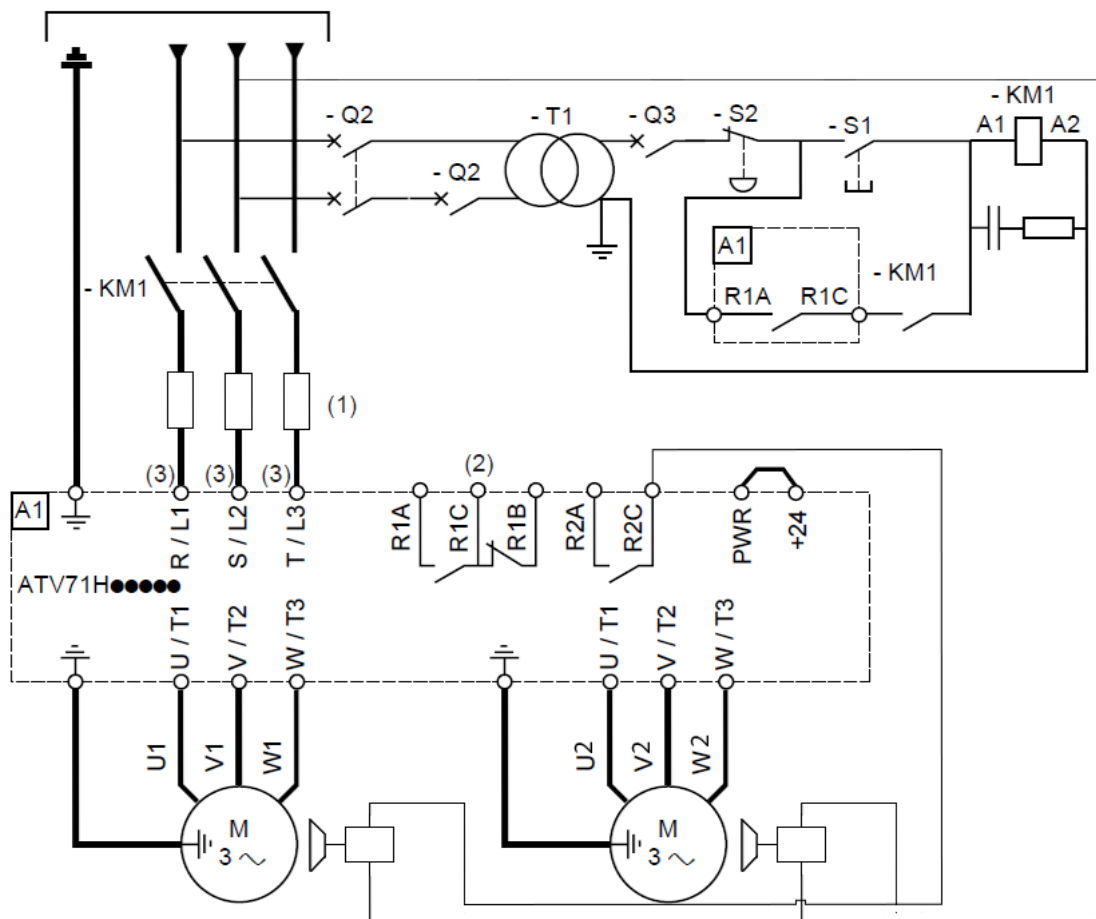 - Q2
- T1
- Q3
- S2
- S1
- KM1
A1
A2
- Q2
A1
- KM1
- KM1
R1A
R1C
(1)
(3)
(3)
(3)
(2)
A1
R / L1
S / L2
T / L3
R1A
R1C
R1B
R2A
R2C
PWR
+24
ATV71H●●●●●
U / T1
V / T2
W / T3
U / T1
V / T2
W / T3
U1
V1
W1
U2
V2
W2
M
3 ~
M
3 ~